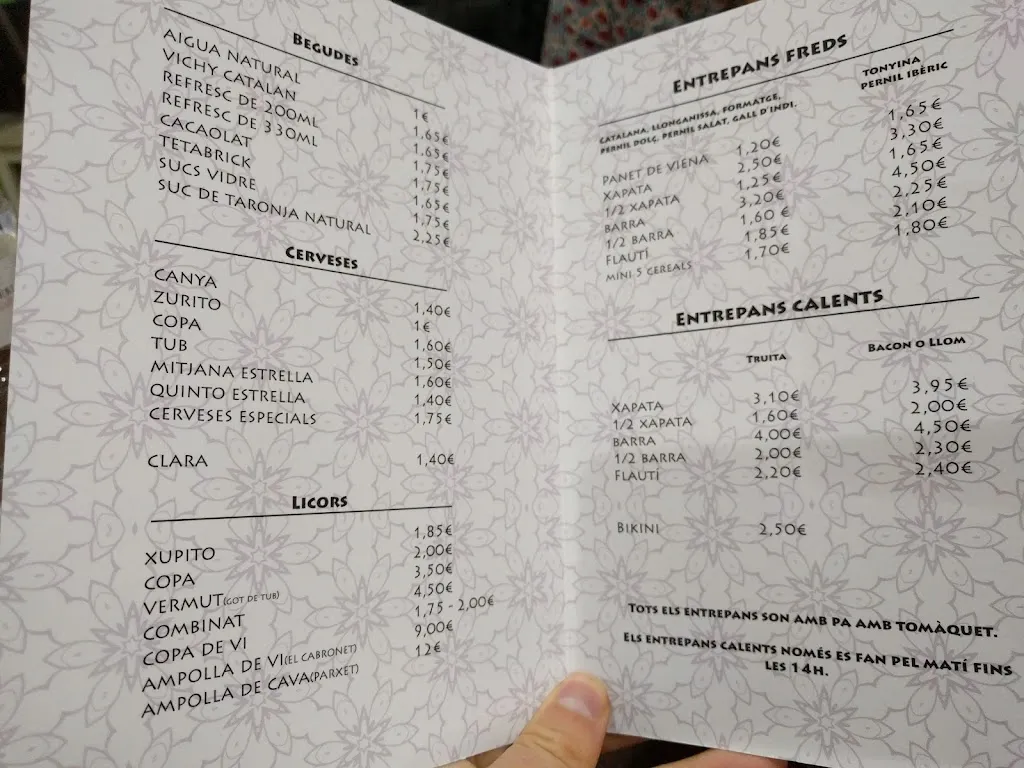 BEGUDES
AIGUA NATURAL 1€
VICHY CATALAN 1,65€
REFRESC DE 200ML 1,65€
REFRESC DE 330ML 1,75€
CACAOLAT 1,75€
TETABRICK 1,65€
SUCS VIDRE 1,75€
SUC DE TARONJA NATURAL 2,25€
CERVESES
CANYA 1,40€
ZURITO 1€
COPA 1,60€
TUB 1,50€
MITJANA ESTRELLA 1,60€
QUINTO ESTRELLA 1,40€
CERVESES ESPECIALS 1,75€
CLARA 1,40€
LICORS
XUPITO 1,85€
COPA 2,00€
VERMUT(GOT DE TUB) 3,50€
COMBINAT 4,50€
COPA DE VI 1,75 - 2,00€
AMPOLLA DE VI(EL CABRONET) 9,00€
AMPOLLA DE CAVA(PARXET) 12€
ENTREPANS FREDS
CATALANA, LLONGANISSA, FORMATGE, TONYINA
PERNIL DOLÇ, PERNIL SALAT, GALL D'INDI. PERNIL IBÈRIC
PANET DE VIENA 1,20€ 1,65€
XAPATA 2,50€ 3,30€
1/2 XAPATA 1,25€ 1,65€
BARRA 3,20€ 4,50€
1/2 BARRA 1,60 € 2,25€
FLAUTÍ 1,85€ 2,10€
MINI 5 CEREALS 1,70€ 1,80€
ENTREPANS CALENTS
TRUITA BACON O LLOM
XAPATA 3,10€ 3,95€
1/2 XAPATA 1,60€ 2,00€
BARRA 4,00€ 4,50€
1/2 BARRA 2,00€ 2,30€
FLAUTÍ 2,20€ 2,40€
BIKINI 2,50€
TOTS ELS ENTREPANS SON AMB PA AMB TOMÀQUET.
ELS ENTREPANS CALENTS NOMÉS ES FAN PEL MATÍ FINS
LES 14H.